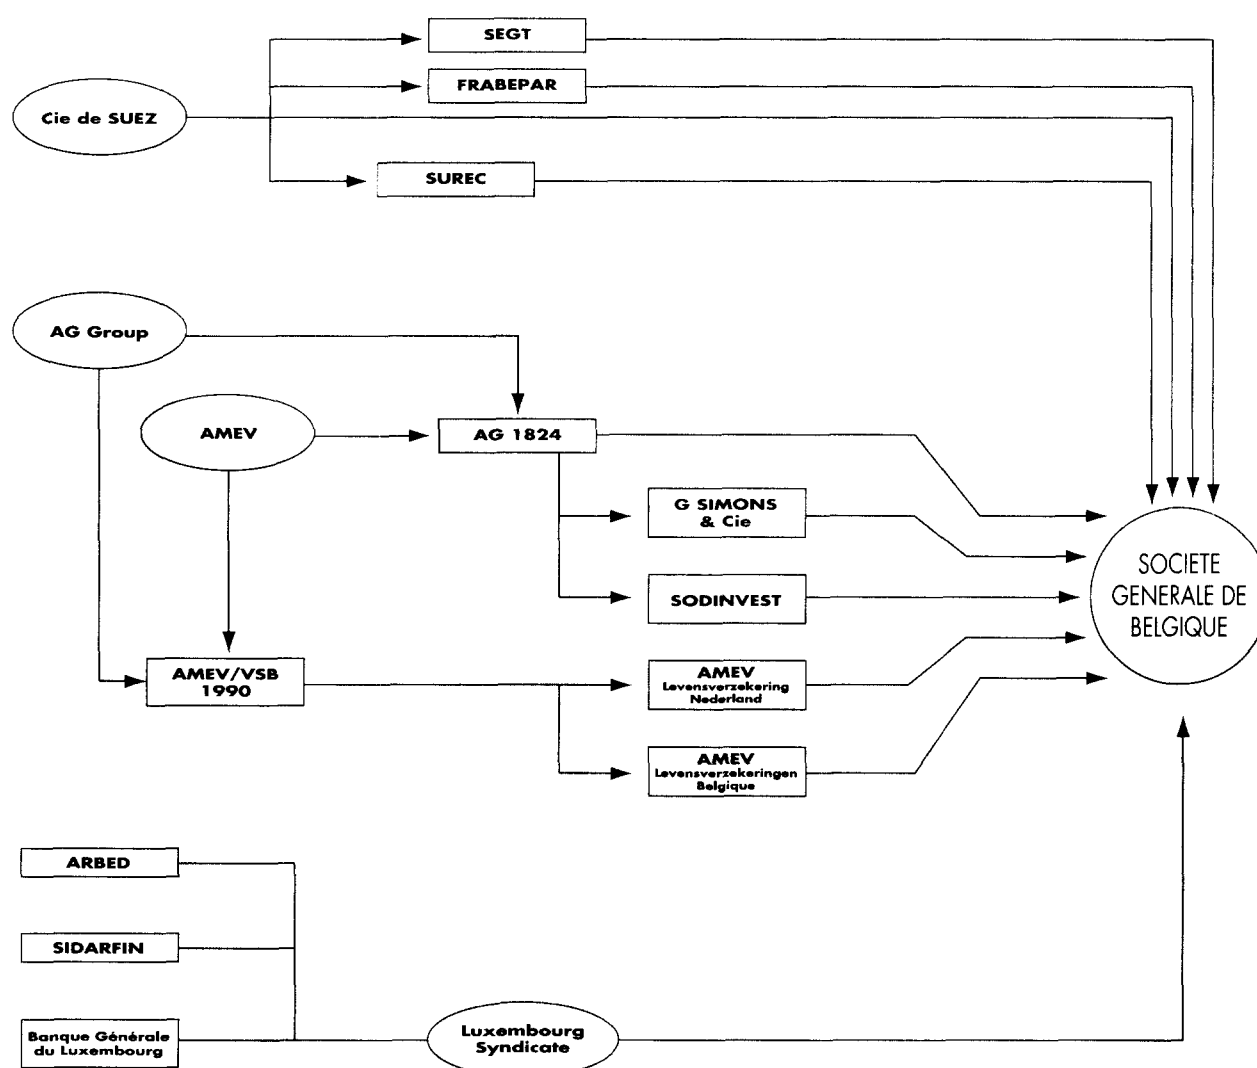 SEGT
FRABEPAR
Cie de SUEZ
SUREC
AG Group
AMEV
AG 1824
G SIMONS
& Cie
SODINVEST
SOCIETE
GENERALE DE
BELGIQUE
AMEV/VSB
1990
AMEV
Levensverzekering
Nederland
AMEV
Levensverzekeringen
Belgique
ARBED
SIDARFIN
Banque Générale
du Luxembourg
Luxembourg
Syndicate